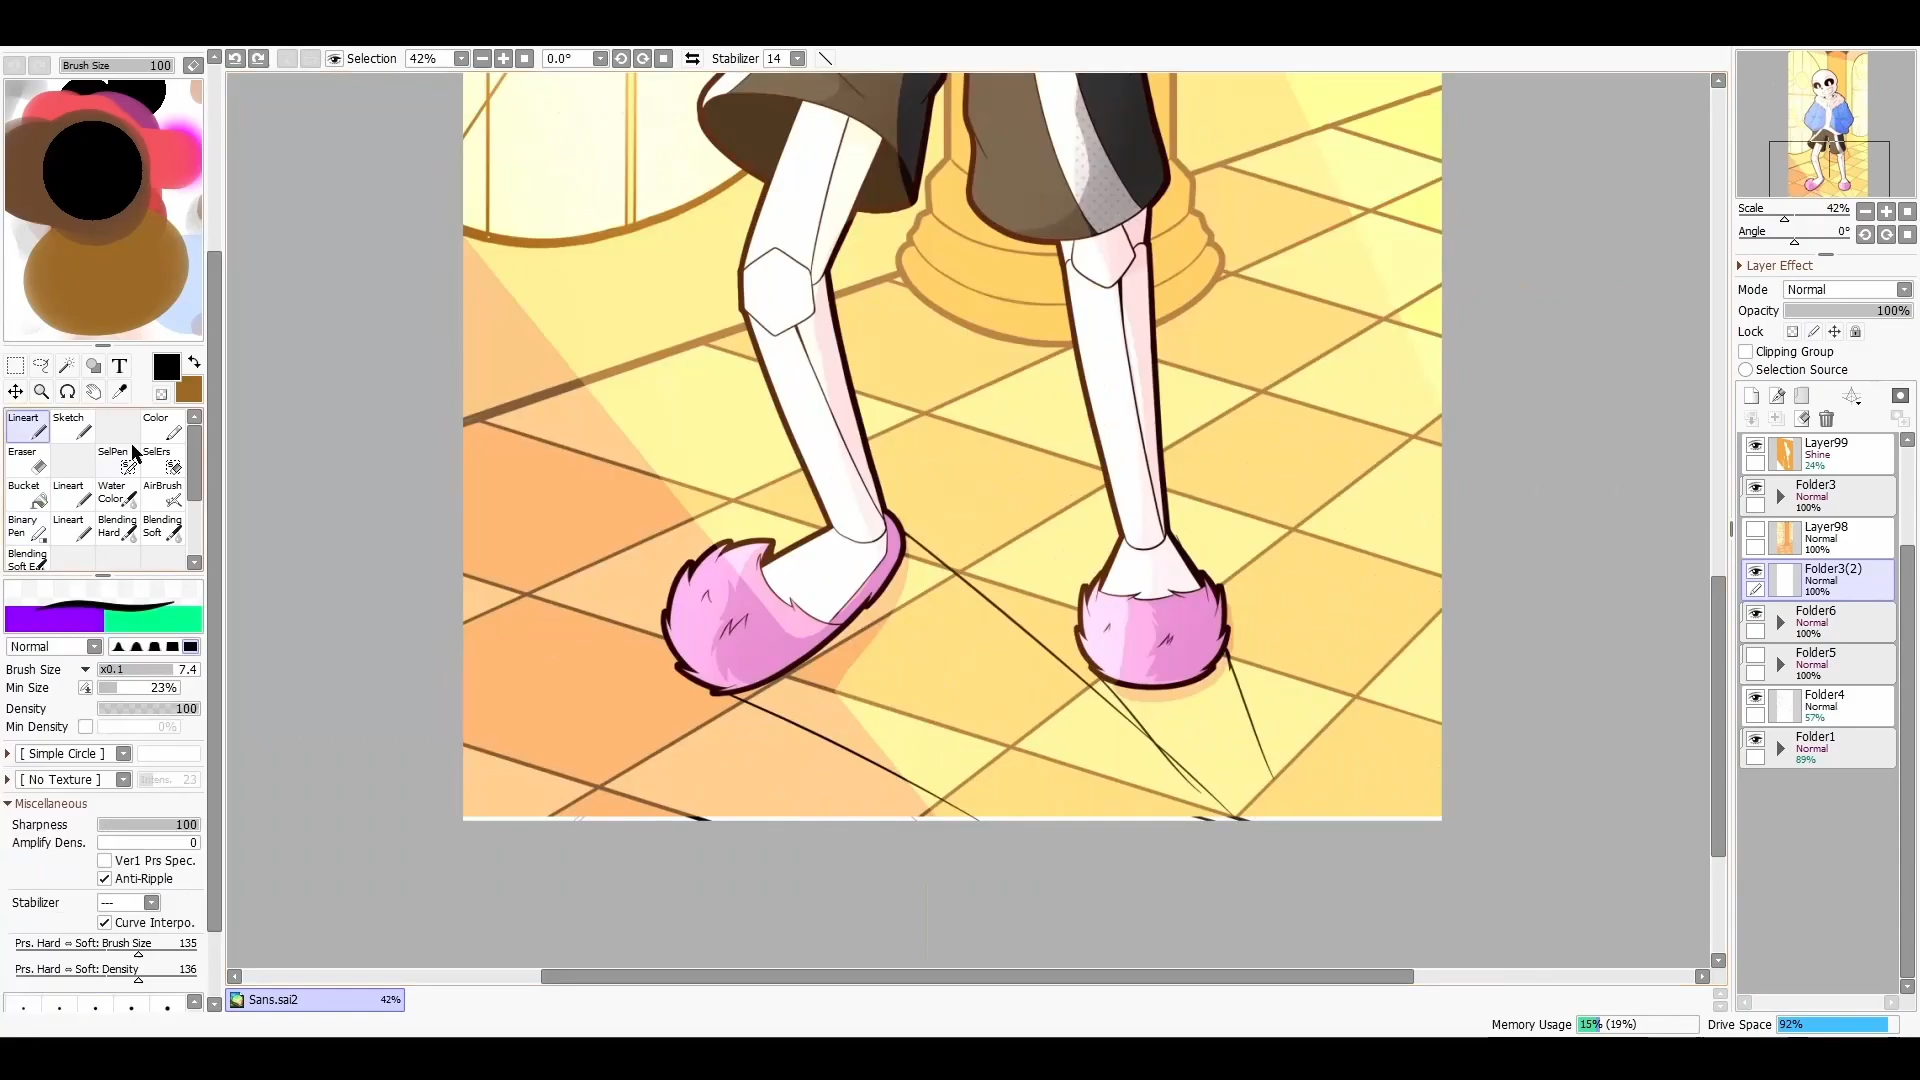 Brush Size 100
Selection 42% 0.0° Stabilizer 14
Scale 42%
Angle 0°
Layer Effect
Mode Normal
Opacity 100%
Lock
Clipping Group
Selection Source
T
Lineart Sketch Color
Eraser SelPen SelErs
Bucket Lineart Water Color AirBrush
Binary Pen Lineart Blending Hard Blending Soft
Blending Soft E..
Normal
Brush Size x0.1 7.4
Min Size 23%
Density 100
Min Density 0%
[ Simple Circle ]
[ No Texture ] Intens. 23
Miscellaneous
Sharpness 100
Amplify Dens. 0
Ver1 Prs Spec.
Anti-Ripple
Stabilizer ---
Curve Interpo.
Prs. Hard ⇔ Soft: Brush Size 135
Prs. Hard ⇔ Soft: Density 136
Layer99
Shine
24%
Folder3
Normal
100%
Layer98
Normal
100%
Folder3(2)
Normal
100%
Folder6
Normal
100%
Folder5
Normal
100%
Folder4
Normal
57%
Folder1
Normal
89%
Sans.sai2 42%
Memory Usage 15% (19%) Drive Space 92%